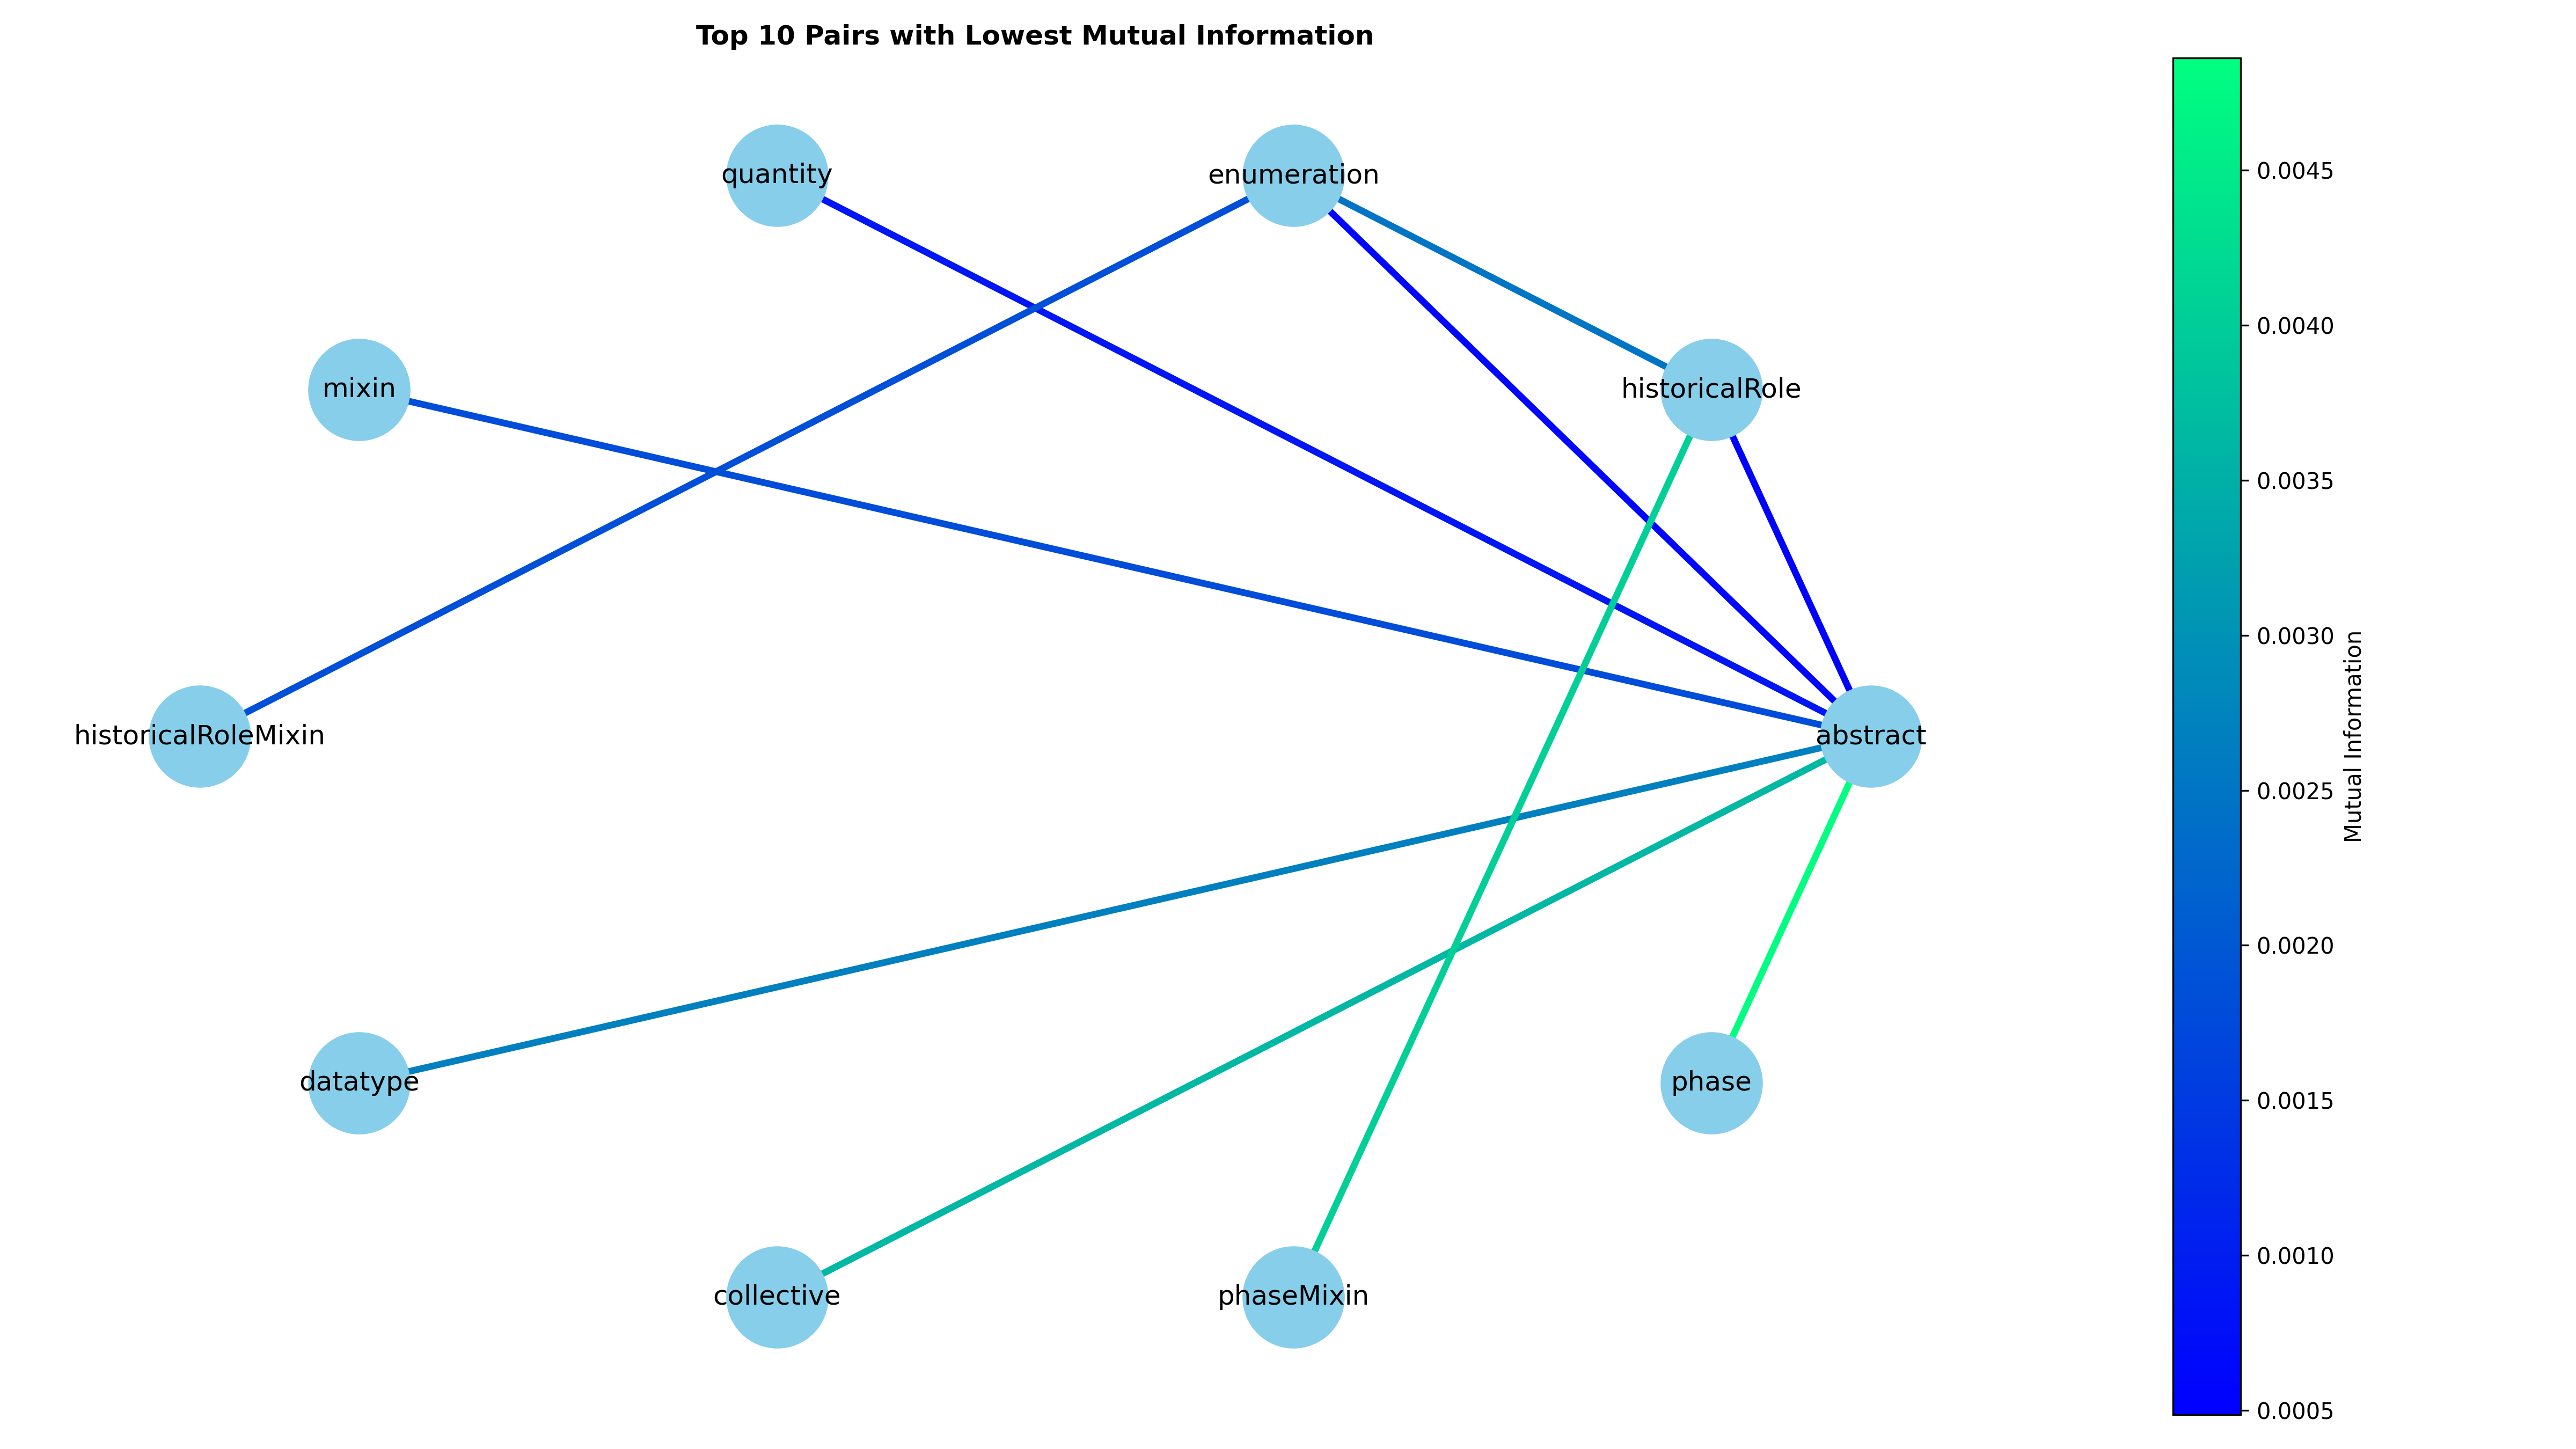 Top 10 Pairs with Lowest Mutual Information
quantity
enumeration
mixin
historicalRole
historicalRoleMixin
abstract
datatype
phase
collective
phaseMixin
0.0045
0.0040
0.0035
0.0030
0.0025
0.0020
0.0015
0.0010
0.0005
Mutual Information